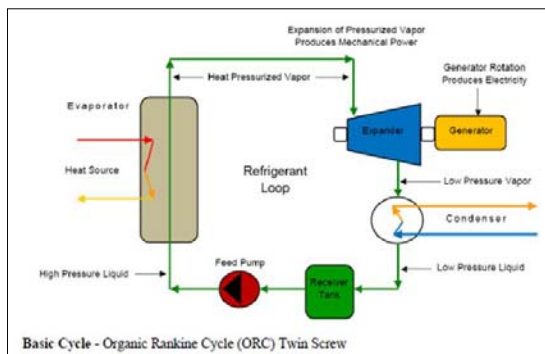 Expansion of Pressurized Vapor
Produces Mechanical Power
Heat Pressurized Vapor
Generator Rotation
Produces Electricity
Evaporator
Expander
Generator
Heat Source
Refrigerant
Loop
Low Pressure Vapor
Condenser
High Pressure Liquid
Feed Pump
Receiver
Tank
Low Pressure Liquid
Basic Cycle - Organic Rankine Cycle (ORC) Twin Screw